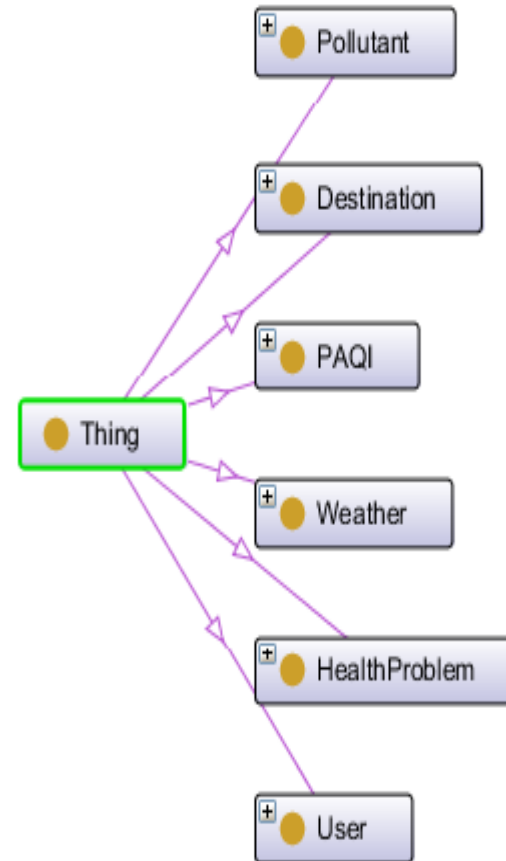 Pollutant
Destination
PAQI
Thing
Weather
HealthProblem
User